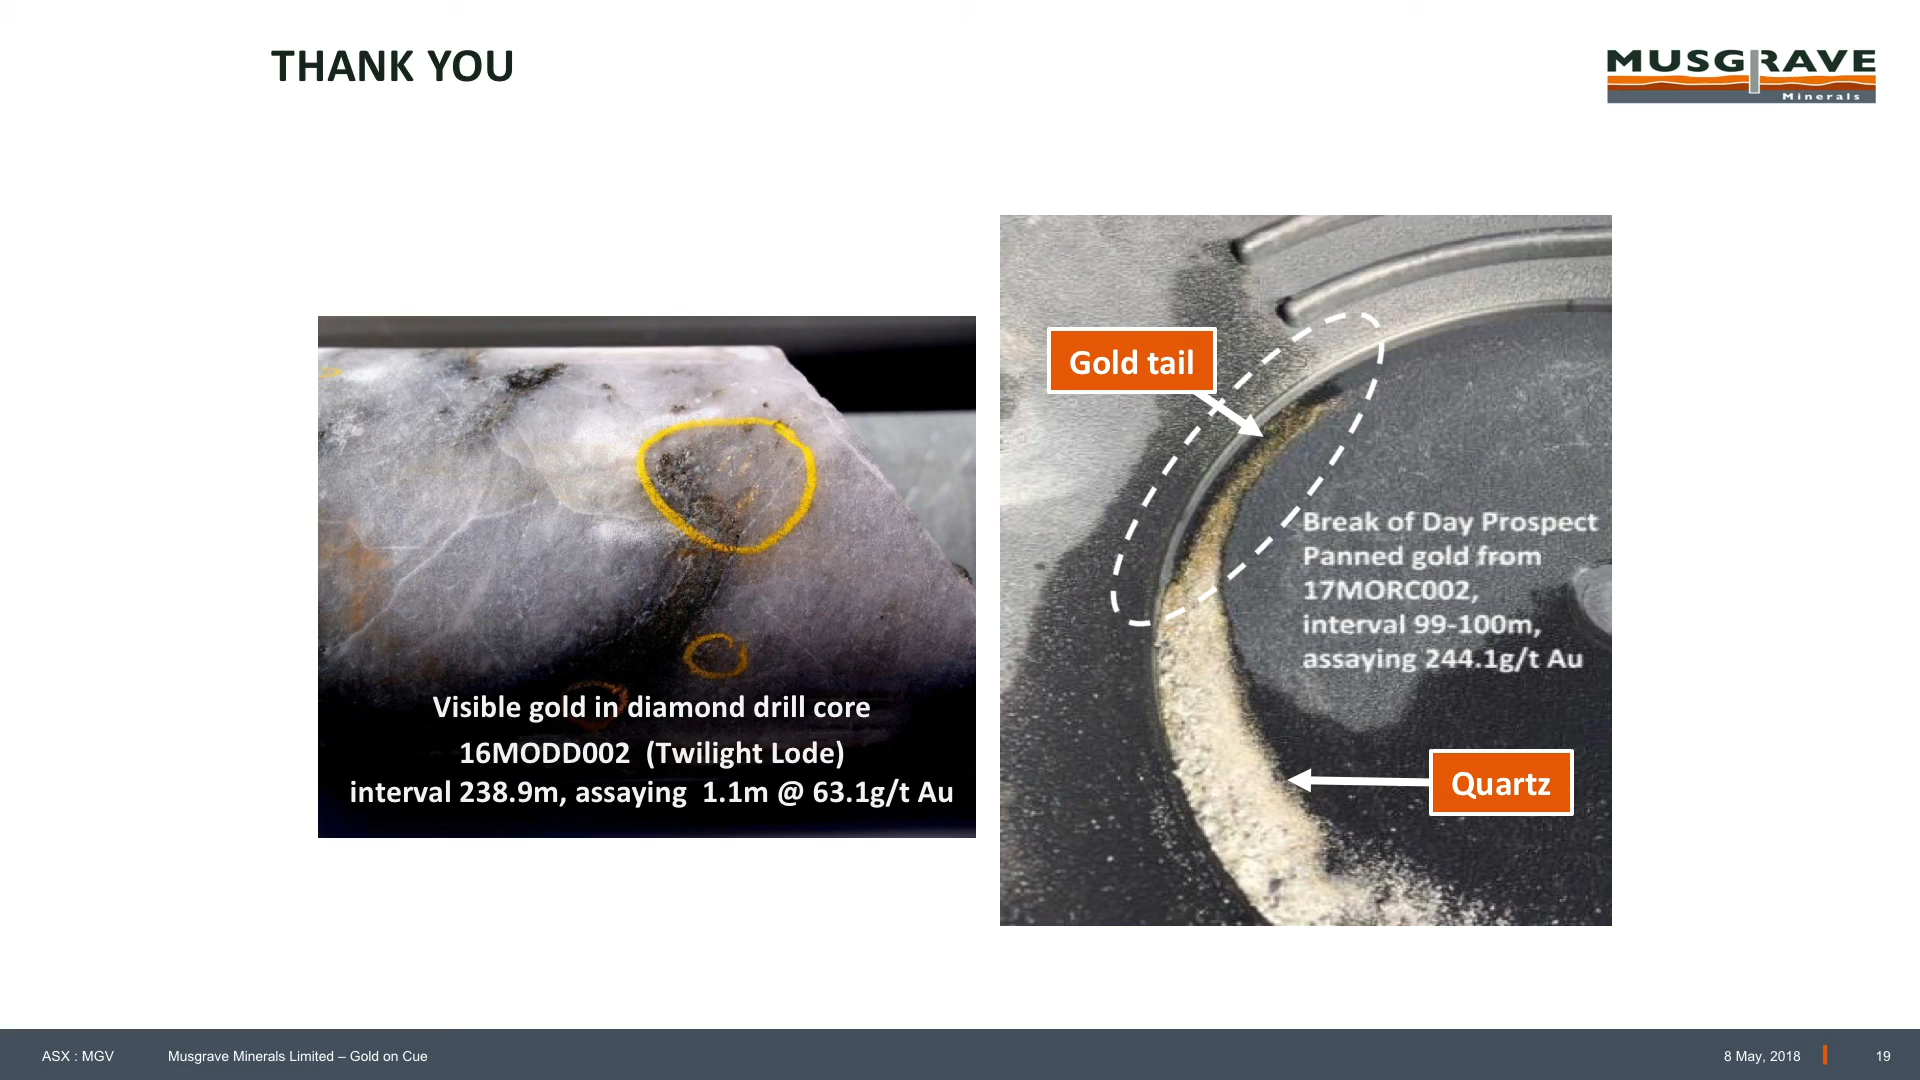 THANK YOU
MUSGRAVE
Minerals
Gold tail
Break of Day Prospect
Panned gold from
17MORC002,
interval 99-100m,
assaying 244.1g/t Au
Quartz
Visible gold in diamond drill core
16MODD002 (Twilight Lode)
interval 238.9m, assaying 1.1m @ 63.1g/t Au
ASX : MGV
Musgrave Minerals Limited – Gold on Cue
8 May, 2018
19